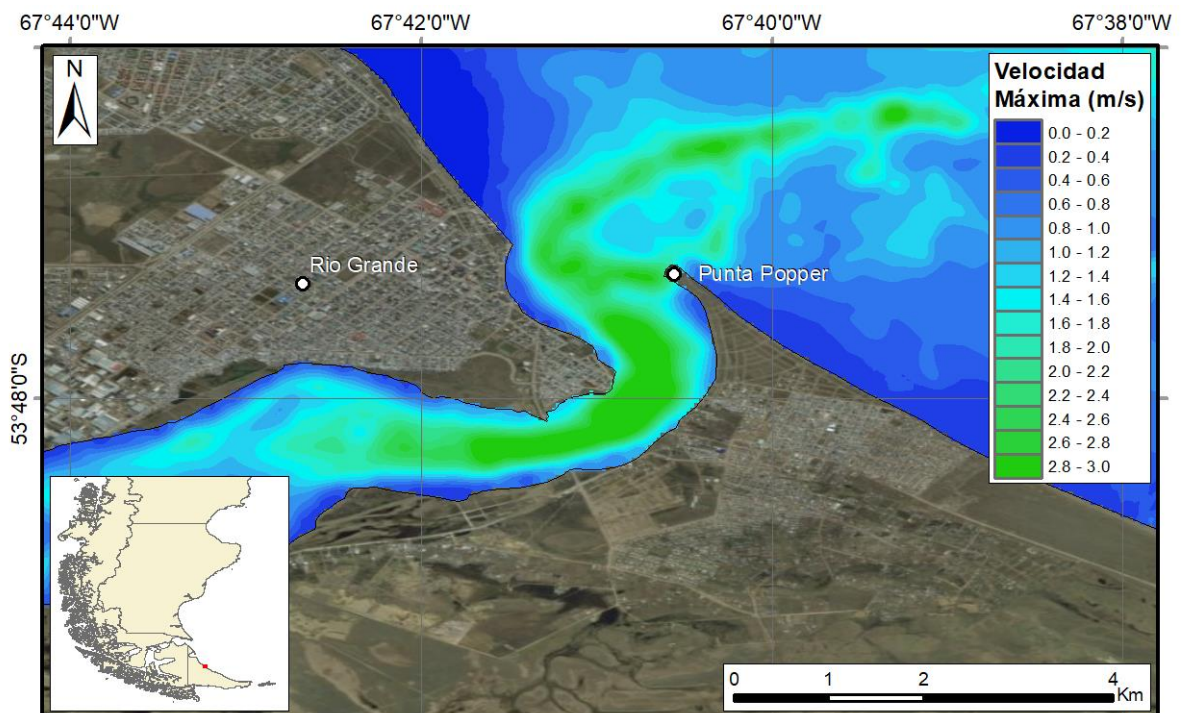 67°44'0"W
67°42'0"W
67°40'0"W
67°38'0"W
N
Velocidad
Máxima (m/s)
0.0 - 0.2
0.2 - 0.4
0.4 - 0.6
0.6 - 0.8
0.8 - 1.0
1.0 - 1.2
1.2 - 1.4
1.4 - 1.6
1.6 - 1.8
1.8 - 2.0
2.0 - 2.2
2.2 - 2.4
2.4 - 2.6
2.6 - 2.8
2.8 - 3.0
Rio Grande
Punta Popper
53°48'0"S
0 1 2 4
Km